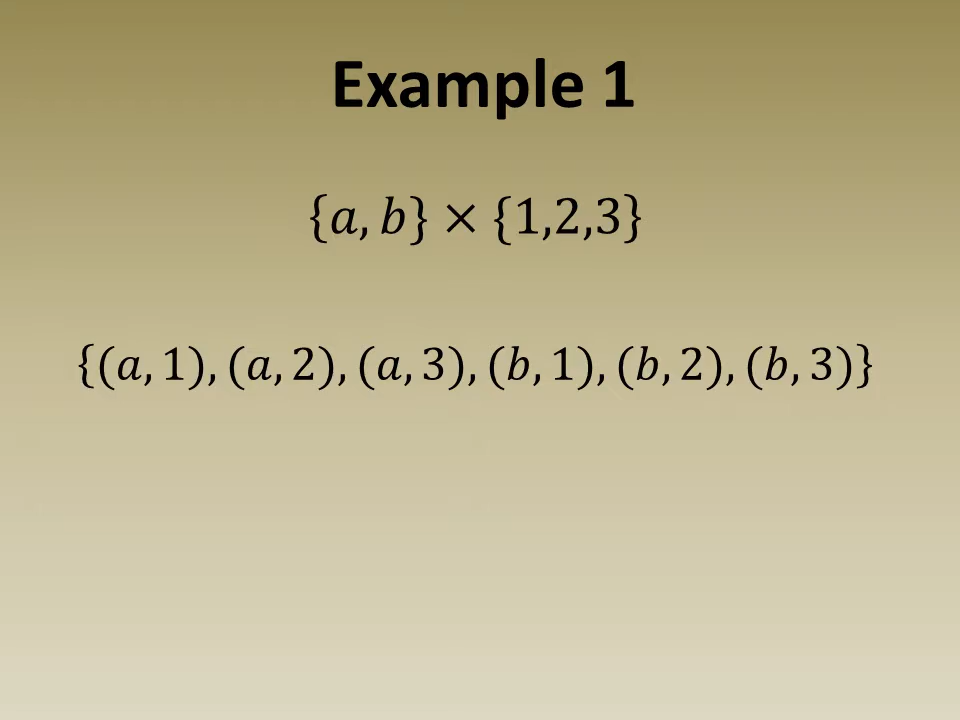 Example 1
{𝑎, 𝑏} × {1,2,3}
{(𝑎, 1), (𝑎, 2), (𝑎, 3), (𝑏, 1), (𝑏, 2), (𝑏, 3)}